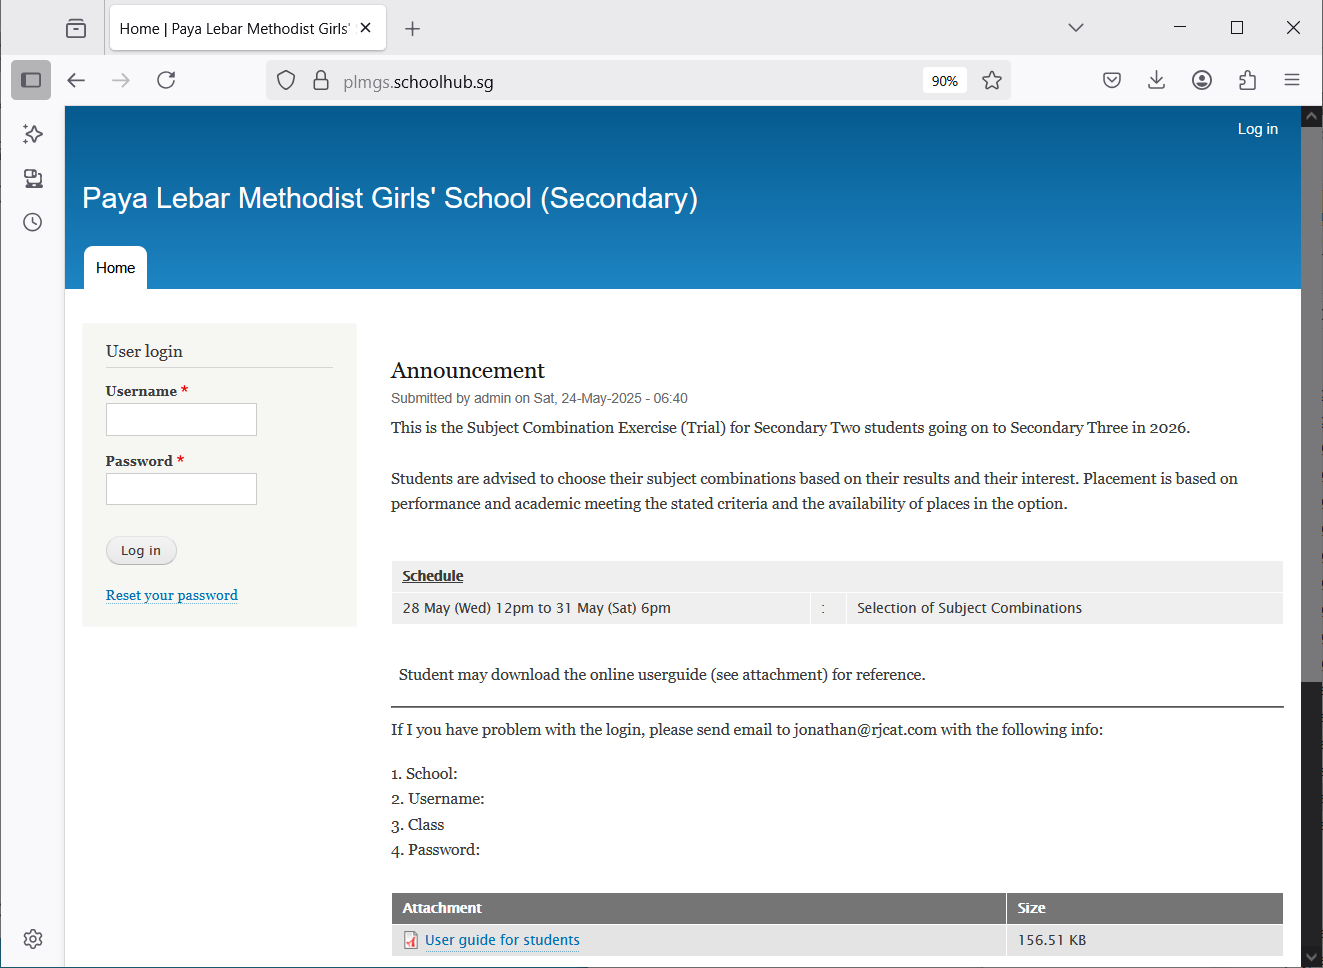 Home | Paya Lebar Methodist Girls'
plmgs.schoolhub.sg
90%
Log in
Paya Lebar Methodist Girls' School (Secondary)
Home
User login
Username *
Password *
Log in
Reset your password
Announcement
Submitted by admin on Sat, 24-May-2025 - 06:40
This is the Subject Combination Exercise (Trial) for Secondary Two students going on to Secondary Three in 2026.
Students are advised to choose their subject combinations based on their results and their interest. Placement is based on
performance and academic meeting the stated criteria and the availability of places in the option.
Schedule
28 May (Wed) 12pm to 31 May (Sat) 6pm : Selection of Subject Combinations
Student may download the online userguide (see attachment) for reference.
If I you have problem with the login, please send email to jonathan@rjcat.com with the following info:
1. School:
2. Username:
3. Class
4. Password:
Attachment Size
User guide for students 156.51 KB